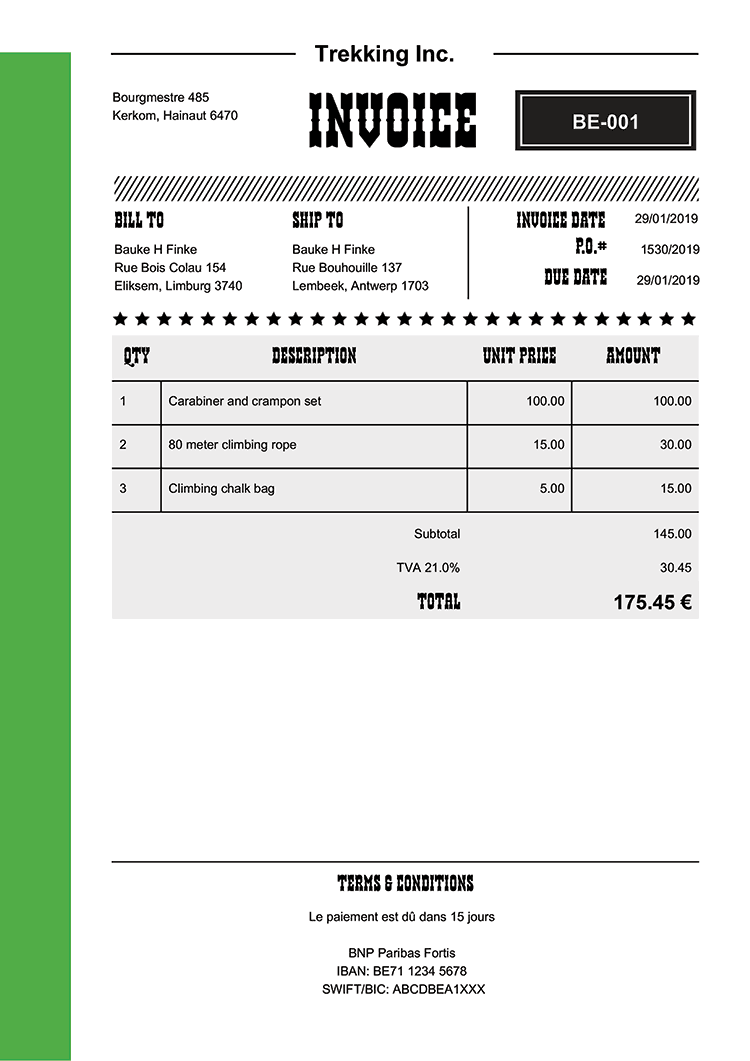 Trekking Inc.
Bourgmestre 485
Kerkom, Hainaut 6470
INVOICE
BE-001
BILL TO
Bauke H Finke
Rue Bois Colau 154
Eliksem, Limburg 3740
SHIP TO
Bauke H Finke
Rue Bouhouille 137
Lembeek, Antwerp 1703
INVOICE DATE 29/01/2019
P.O.# 1530/2019
DUE DATE 29/01/2019
QTY DESCRIPTION UNIT PRICE AMOUNT
1 Carabiner and crampon set 100.00 100.00
2 80 meter climbing rope 15.00 30.00
3 Climbing chalk bag 5.00 15.00
Subtotal 145.00
TVA 21.0% 30.45
TOTAL 175.45 €
TERMS & CONDITIONS
Le paiement est dû dans 15 jours
BNP Paribas Fortis
IBAN: BE71 1234 5678
SWIFT/BIC: ABCDBEA1XXX